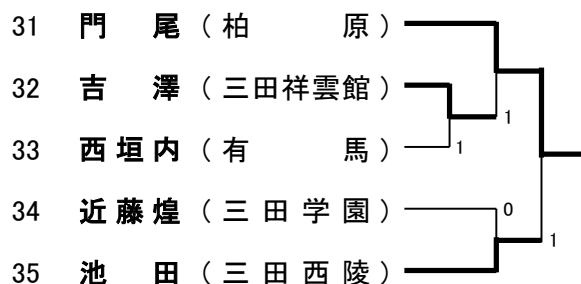 31 門尾(柏原)
32 吉澤(三田祥雲館)
1
33 西垣内(有馬)
1
34 近藤煌(三田学園)
0
1
35 池田(三田西陵)